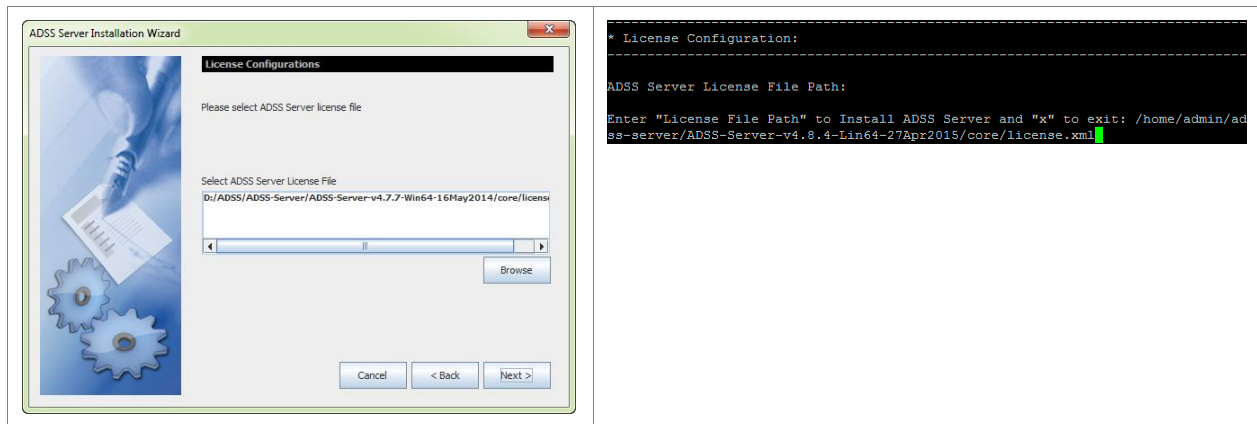 ADSS Server Installation Wizard
License Configurations
Please select ADSS Server license file
Select ADSS Server License File
D:/ADSS/ADSS-Server/ADSS-Server-v4.7.7-Win64-16May2014/core/license
Browse
Cancel
< Back
Next >
* License Configuration:
ADSS Server License File Path:
Enter "License File Path" to Install ADSS Server and "x" to exit: /home/admin/ad
ss-server/ADSS-Server-v4.8.4-Lin64-27Apr2015/core/license.xml